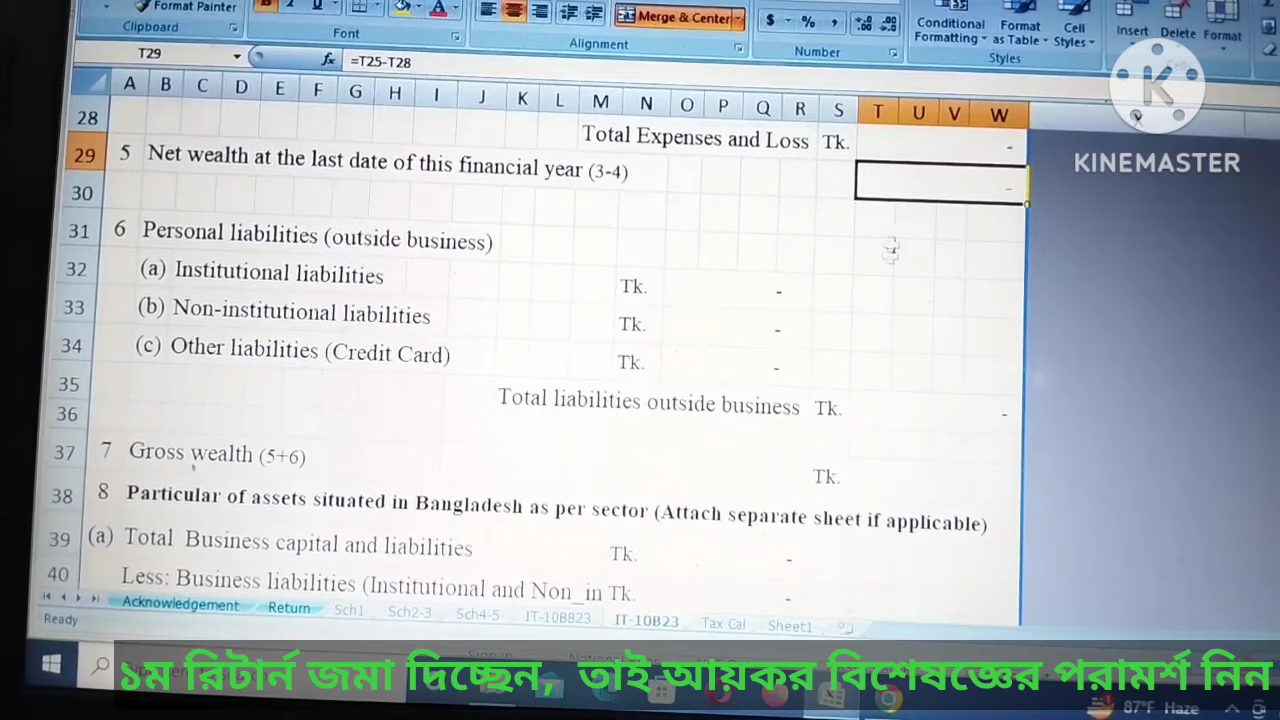 Format Painter
Merge & Center
$ % ,
Conditional Formatting
Format as Table
Cell Styles
Insert Delete Format
Clipboard
Font
Alignment
Number
Styles
T29
fx =T25-T28
A B C D E F G H I J K L M N O P Q R S T U V W
28 Total Expenses and Loss Tk. -
29 5 Net wealth at the last date of this financial year (3-4) -
30
31 6 Personal liabilities (outside business)
32 (a) Institutional liabilities Tk. -
33 (b) Non-institutional liabilities Tk. -
34 (c) Other liabilities (Credit Card) Tk. -
35
36 Total liabilities outside business Tk. -
37 7 Gross wealth (5+6) Tk.
38 8 Particular of assets situated in Bangladesh as per sector (Attach separate sheet if applicable)
39 (a) Total Business capital and liabilities Tk. -
40 Less: Business liabilities (Institutional and Non_in Tk. -
Acknowledgement Return Sch1 Sch2-3 Sch4-5 IT-10BB23 IT-10B23 Tax Cal Sheet1
Ready
K
KINEMASTER
১ম রিটার্ন জমা দিচ্ছেন, তাই আয়কর বিশেষজ্ঞের পরামর্শ নিন
87°F Haze